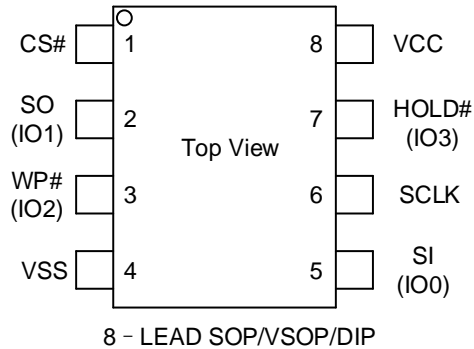 CS# 1 8 VCC
SO
(IO1) 2 7 HOLD#
(IO3)
Top View
WP#
(IO2) 3 6 SCLK
VSS 4 5 SI
(IO0)
8 - LEAD SOP/VSOP/DIP